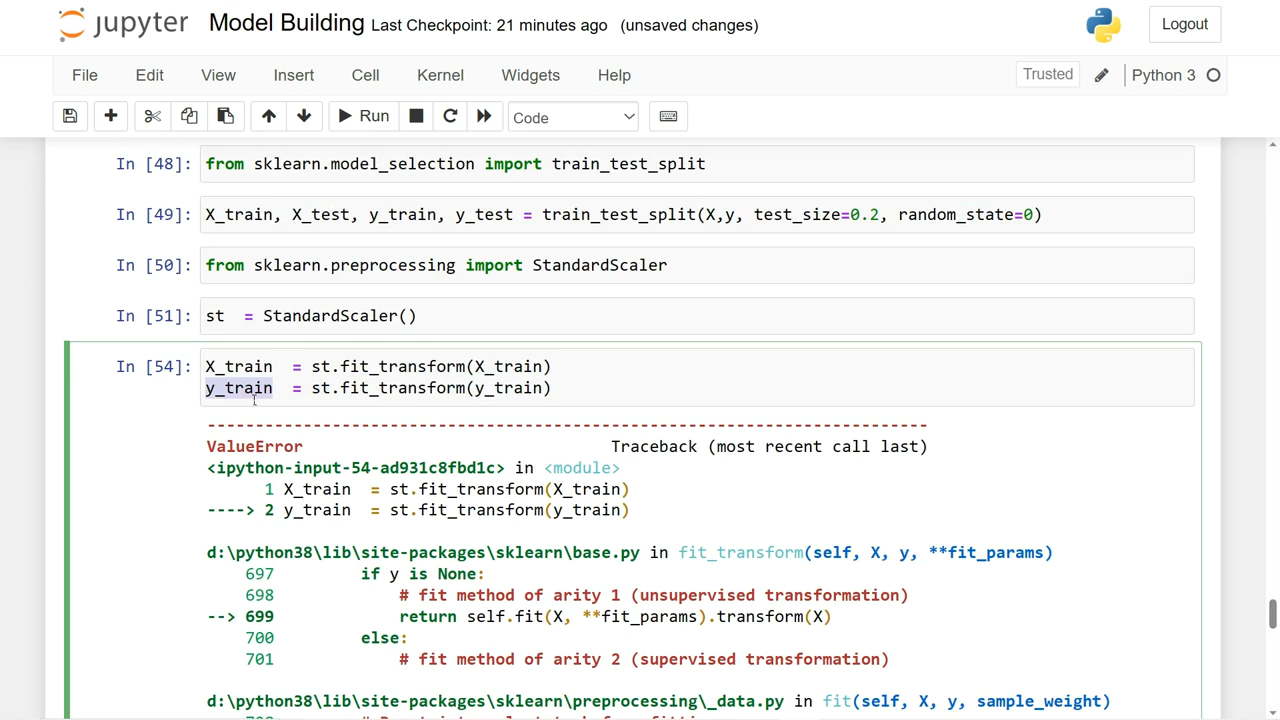 jupyter Model Building Last Checkpoint: 21 minutes ago (unsaved changes) Logout
File Edit View Insert Cell Kernel Widgets Help Trusted Python 3
Run Code
In [48]: from sklearn.model_selection import train_test_split
In [49]: X_train, X_test, y_train, y_test = train_test_split(X,y, test_size=0.2, random_state=0)
In [50]: from sklearn.preprocessing import StandardScaler
In [51]: st = StandardScaler()
In [54]: X_train = st.fit_transform(X_train)
y_train = st.fit_transform(y_train)
---------------------------------------------------------------------------
ValueError Traceback (most recent call last)
<ipython-input-54-ad931c8fbd1c> in <module>
1 X_train = st.fit_transform(X_train)
----> 2 y_train = st.fit_transform(y_train)
d:\python38\lib\site-packages\sklearn\base.py in fit_transform(self, X, y, **fit_params)
697 if y is None:
698 # fit method of arity 1 (unsupervised transformation)
--> 699 return self.fit(X, **fit_params).transform(X)
700 else:
701 # fit method of arity 2 (supervised transformation)
d:\python38\lib\site-packages\sklearn\preprocessing\_data.py in fit(self, X, y, sample_weight)